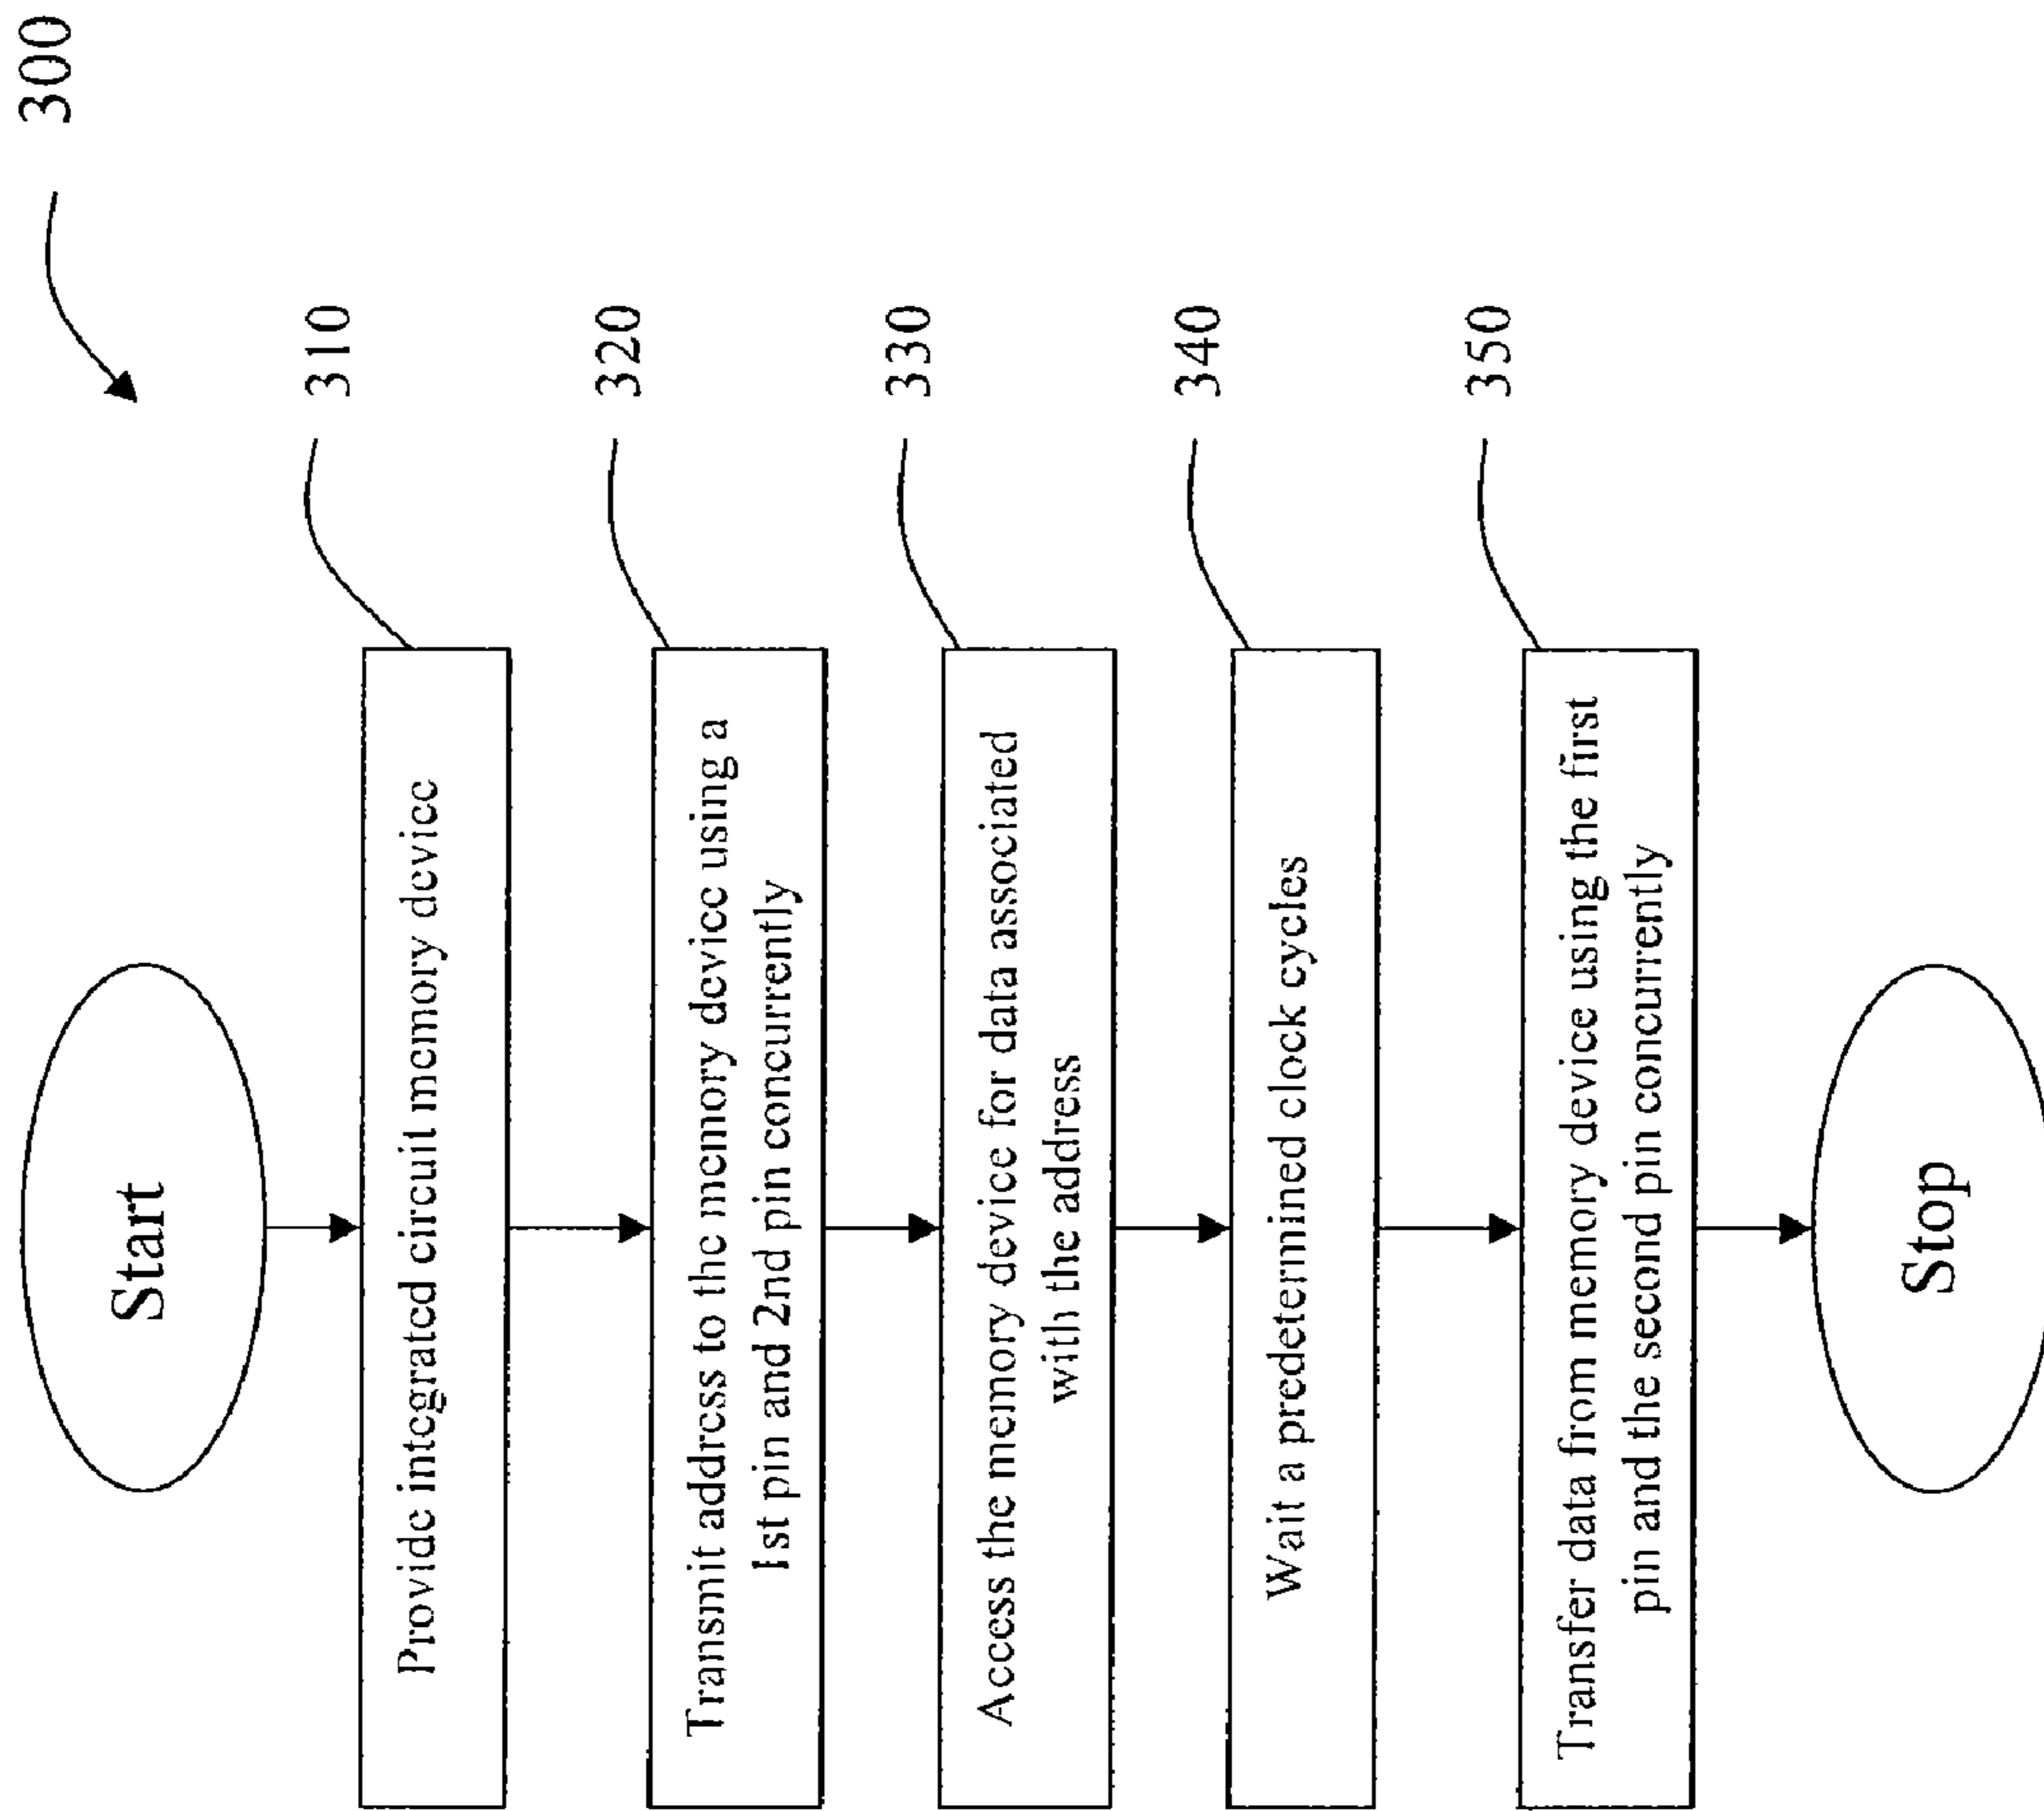 300
Start
310
Provide integrated circuit memory device
320
Transmit address to the memory device using a
1st pin and 2nd pin concurrently
330
Access the memory device for data associated
with the address
340
Wait a predetermined clock cycles
350
Transfer data from memory device using the first
pin and the second pin concurrently
Stop